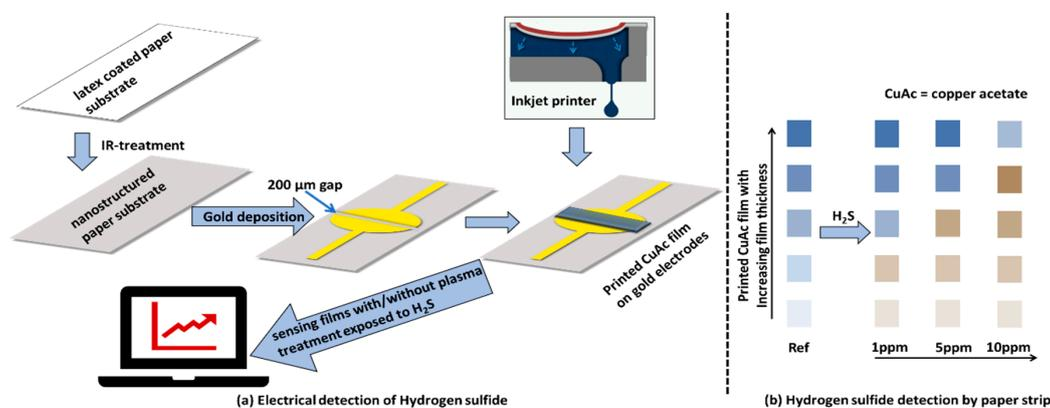 latex coated paper
substrate
IR-treatment
nanostructured
paper substrate
Gold deposition
200 µm gap
Inkjet printer
Printed CuAc film
on gold electrodes
sensing films with/without plasma
treatment exposed to H₂S
(a) Electrical detection of Hydrogen sulfide
CuAc = copper acetate
Printed CuAc film with
Increasing film thickness
H₂S
Ref
1ppm
5ppm
10ppm
(b) Hydrogen sulfide detection by paper strip